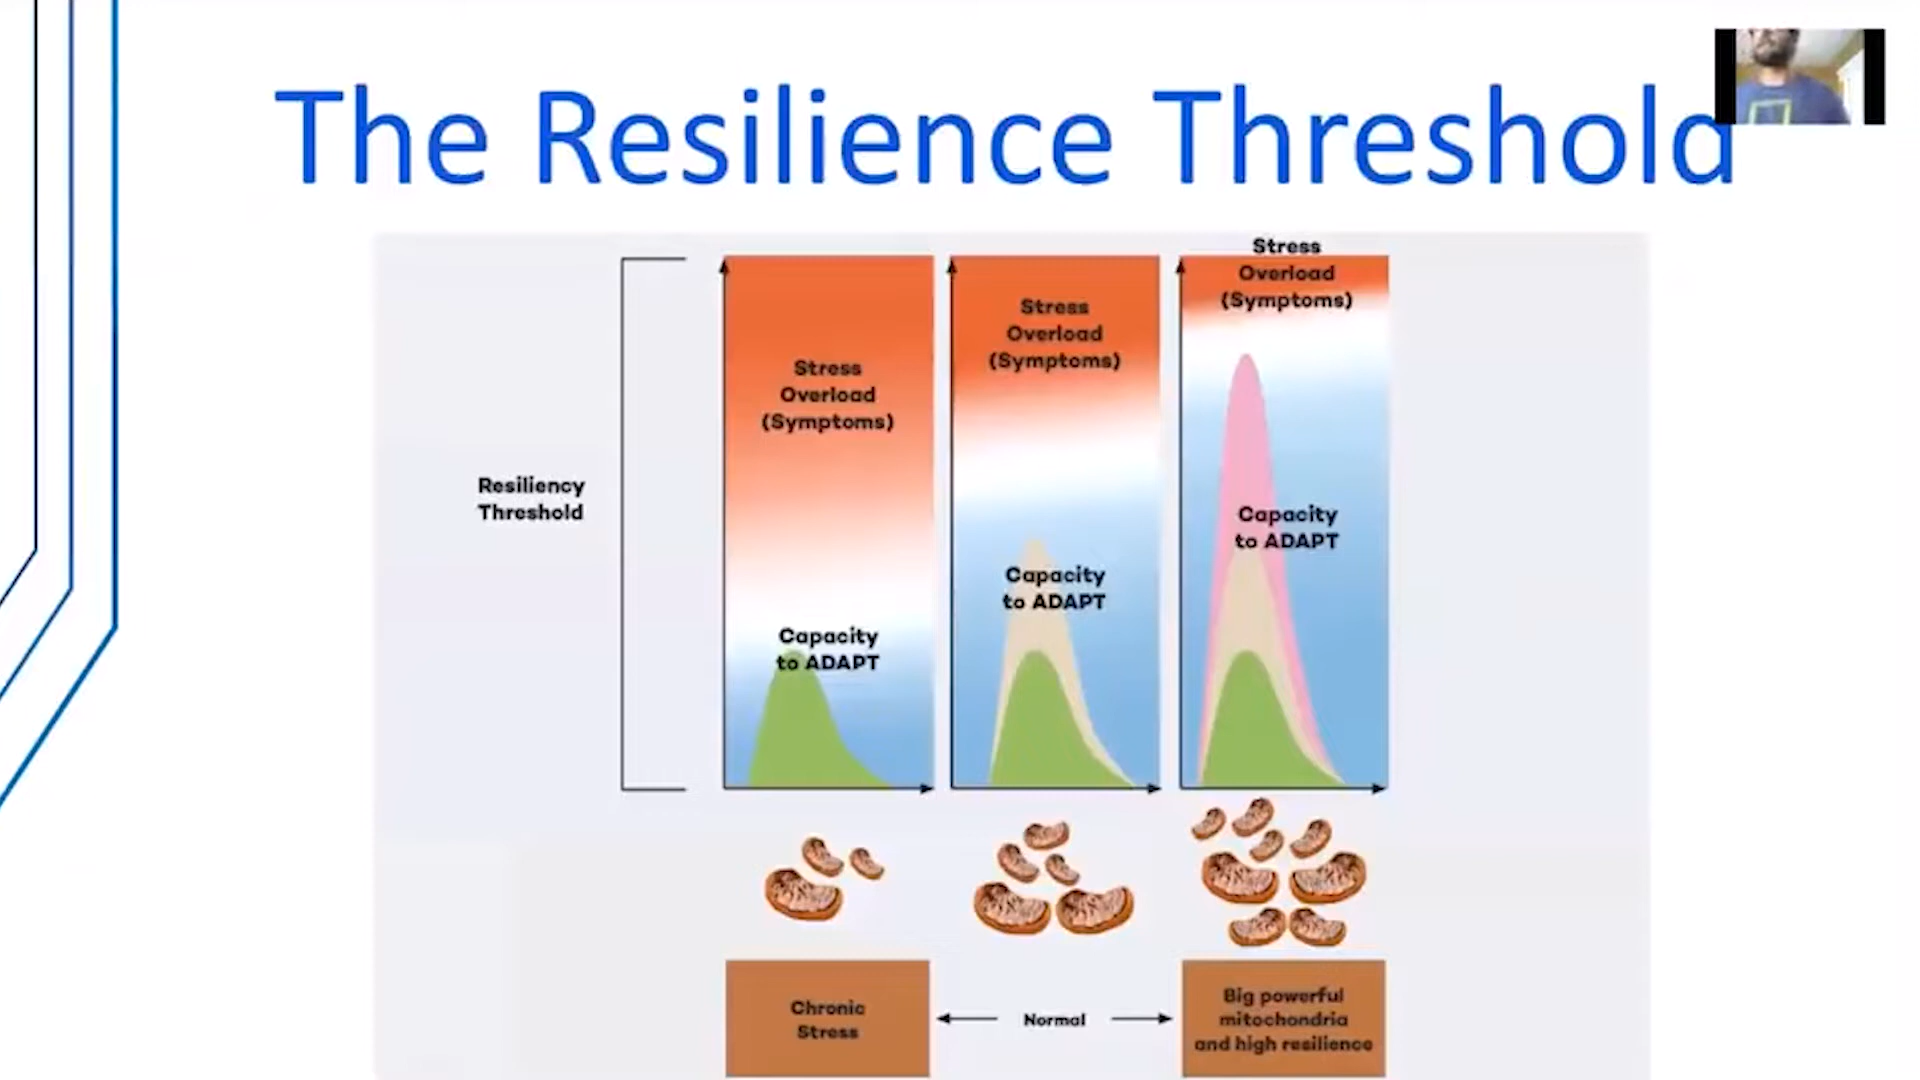 The Resilience Threshold
Resiliency
Threshold
Stress
Overload
(Symptoms)
Capacity
to ADAPT
Stress
Overload
(Symptoms)
Capacity
to ADAPT
Stress
Overload
(Symptoms)
Capacity
to ADAPT
Chronic
Stress
Normal
Big powerful
mitochondria
and high resilience